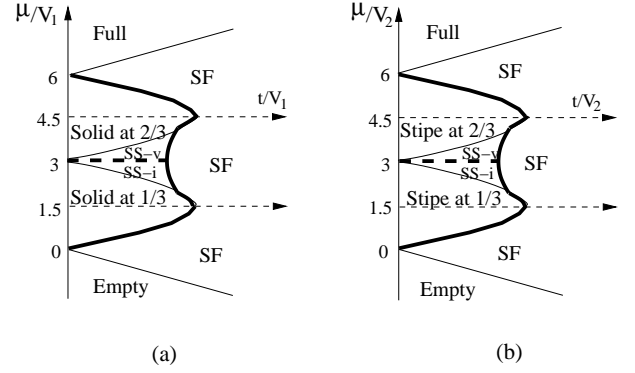 μ/V1
Full
6
SF
t/V1
4.5
Solid at 2/3
SS-v
3
SS-i
SF
Solid at 1/3
1.5
0
SF
Empty
(a)
μ/V2
Full
6
SF
t/V2
4.5
Stipe at 2/3
SS-v
3
SS-i
SF
Stipe at 1/3
1.5
0
SF
Empty
(b)